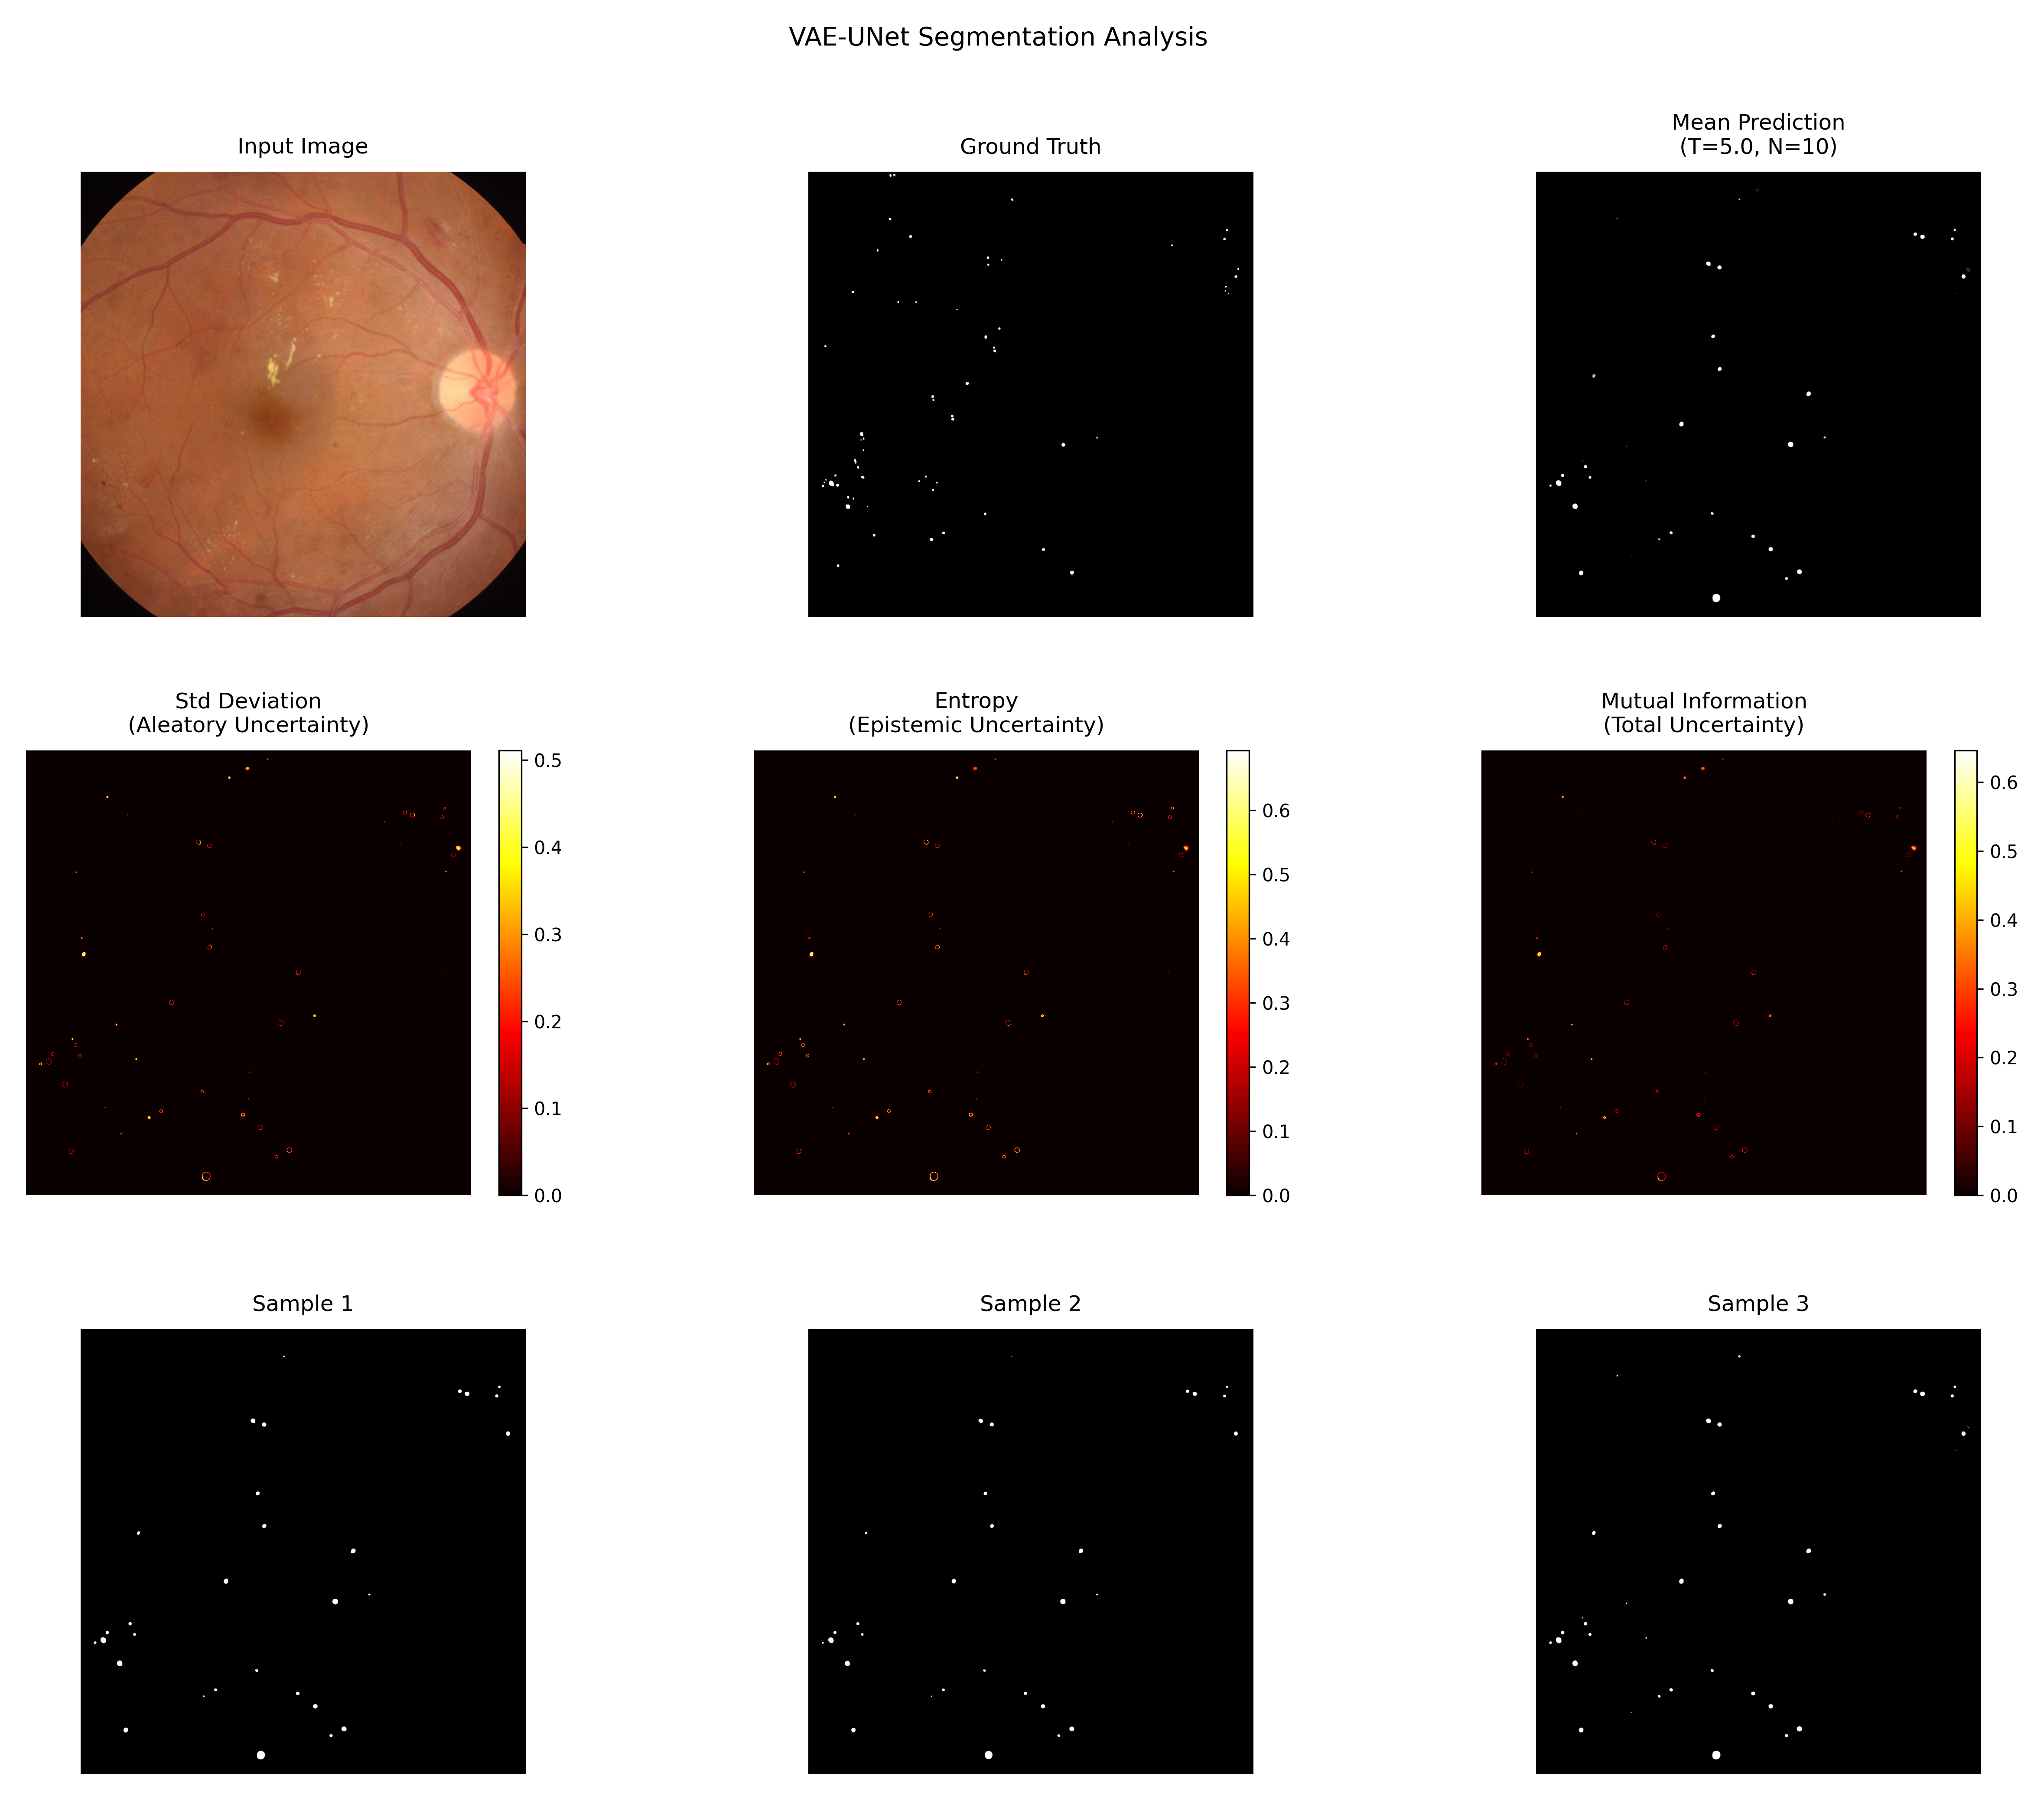 VAE-UNet Segmentation Analysis
Input Image
Ground Truth
Mean Prediction
(T=5.0, N=10)
Std Deviation
(Aleatory Uncertainty)
0.5
0.4
0.3
0.2
0.1
0.0
Entropy
(Epistemic Uncertainty)
0.6
0.5
0.4
0.3
0.2
0.1
0.0
Mutual Information
(Total Uncertainty)
0.6
0.5
0.4
0.3
0.2
0.1
0.0
Sample 1
Sample 2
Sample 3